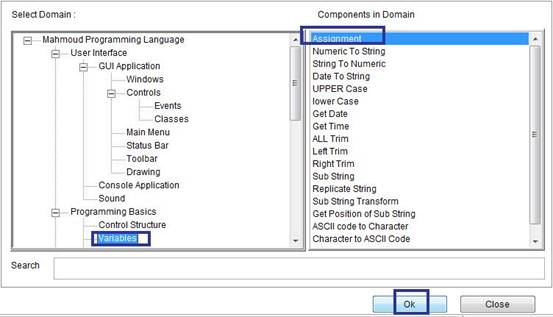 Select Domain :
Mahmoud Programming Language
User Interface
GUI Application
Windows
Controls
Events
Classes
Main Menu
Status Bar
Toolbar
Drawing
Console Application
Sound
Programming Basics
Control Structure
Variables
Components in Domain
Assignment
Numeric To String
String To Numeric
Date To String
UPPER Case
lower Case
Get Date
Get Time
ALL Trim
Left Trim
Right Trim
Sub String
Replicate String
Sub String Transform
Get Position of Sub String
ASCII code to Character
Character to ASCII Code
Search
Ok
Close